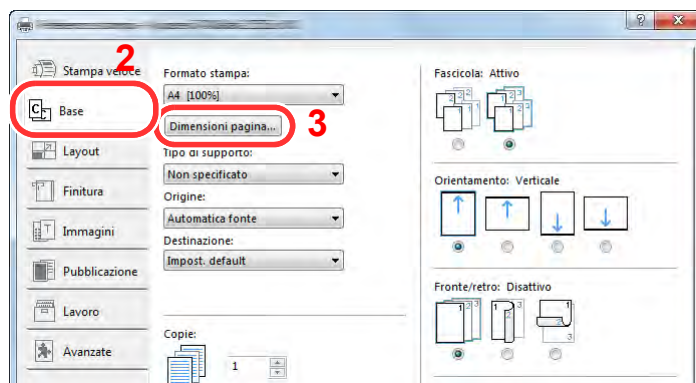 2
Stampa veloce
Base
Layout
Finitura
Immagini
Pubblicazione
Lavoro
Avanzate
Formato stampa:
A4 [100%]
Dimensioni pagina...
3
Tipo di supporto:
Non specificato
Origine:
Automatica fonte
Destinazione:
Impost. default
Copie:
1
Fascicola: Attivo
Orientamento: Verticale
Fronte/retro: Disattivo